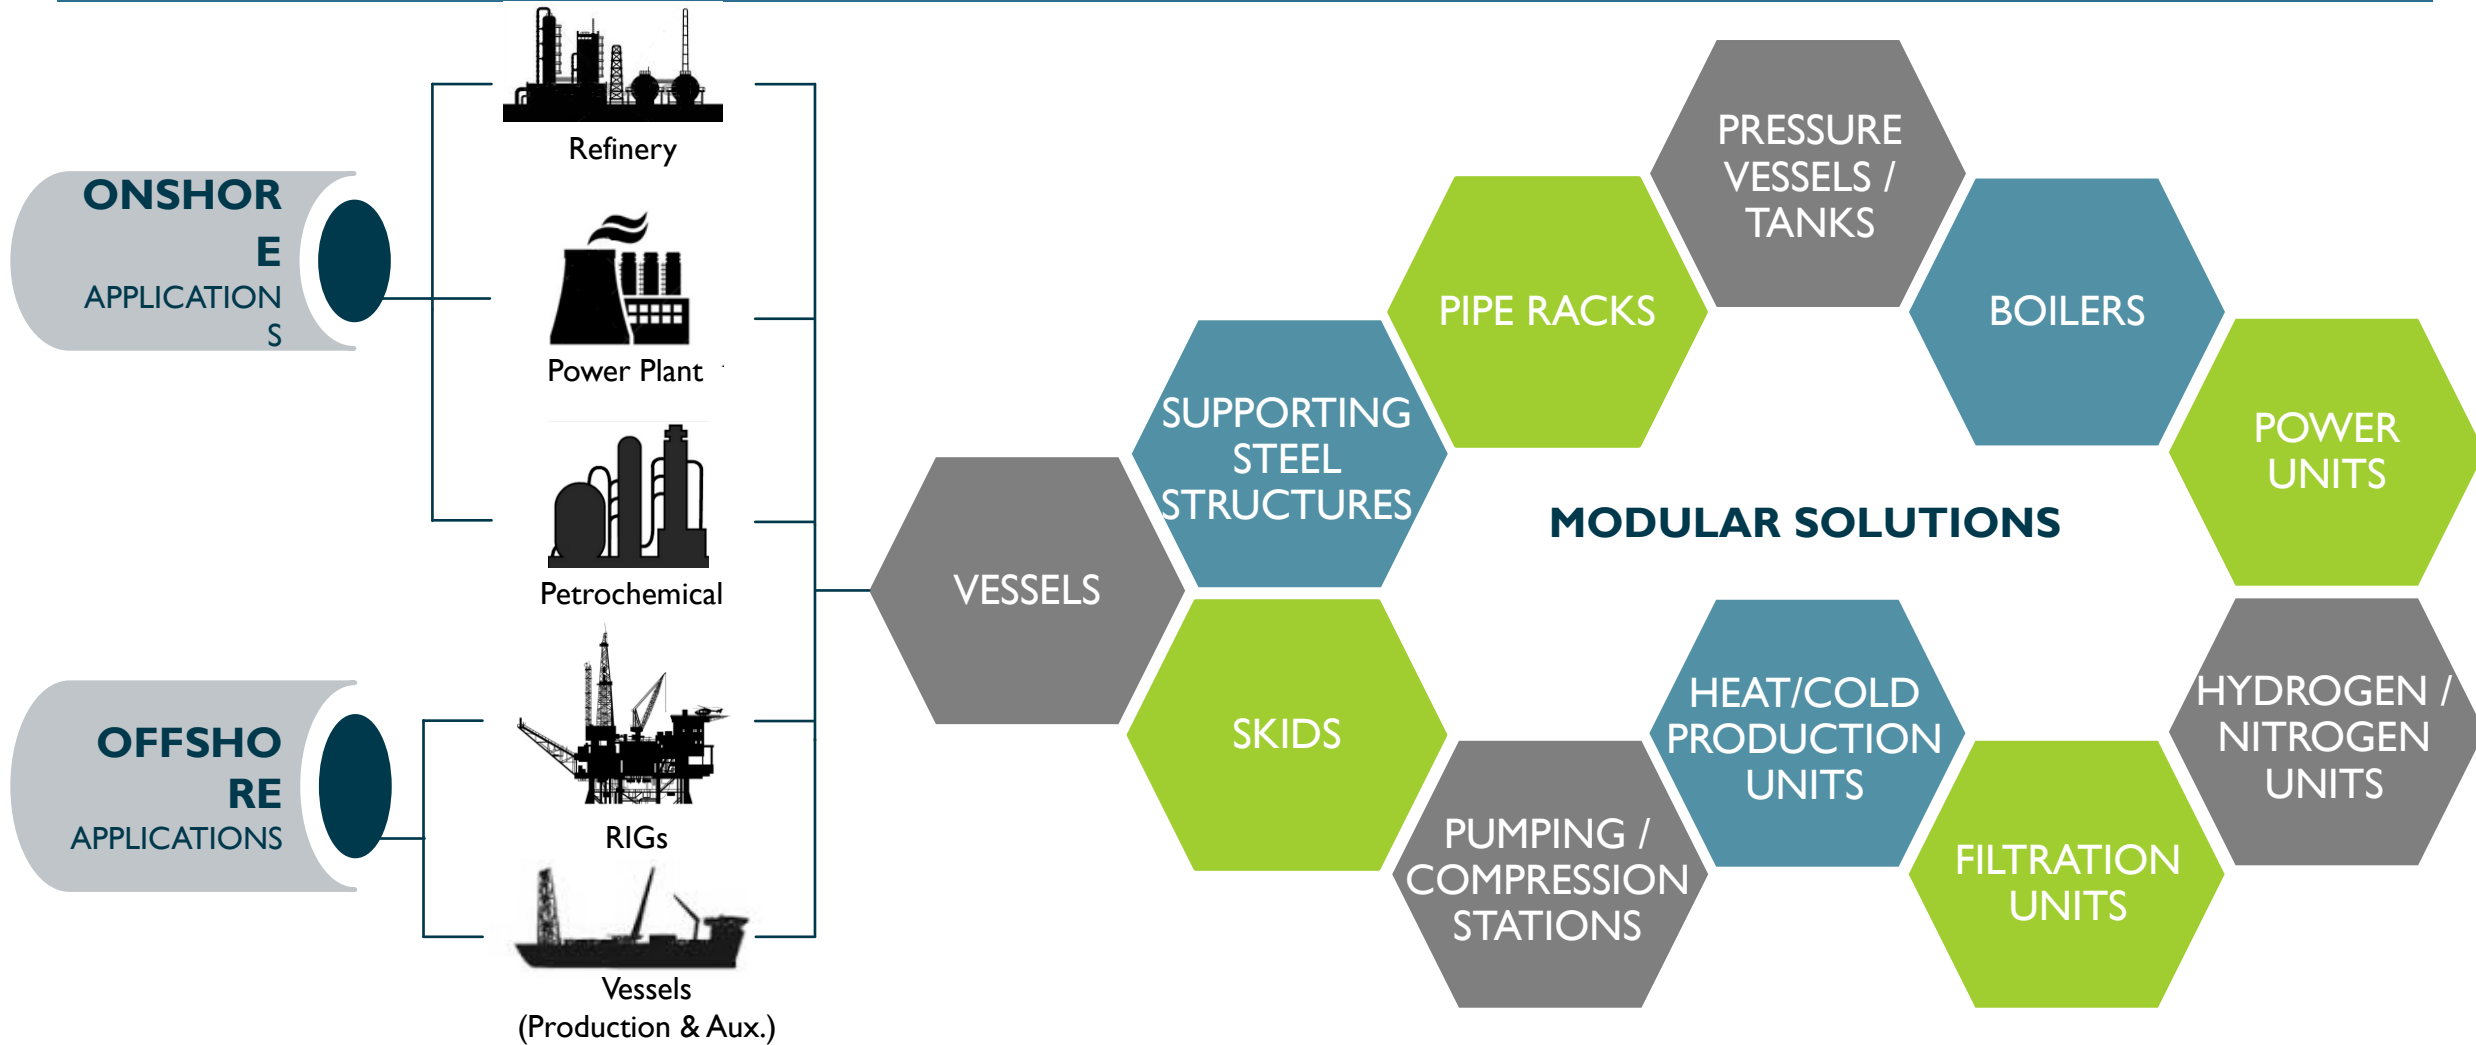 ONSHOR
E
APPLICATION
S
Refinery
Power Plant
Petrochemical
OFFSHO
RE
APPLICATIONS
RIGs
Vessels
(Production & Aux.)
VESSELS
SUPPORTING
STEEL
STRUCTURES
PIPE RACKS
PRESSURE
VESSELS /
TANKS
BOILERS
POWER
UNITS
MODULAR SOLUTIONS
SKIDS
PUMPING /
COMPRESSION
STATIONS
HEAT/COLD
PRODUCTION
UNITS
FILTRATION
UNITS
HYDROGEN /
NITROGEN
UNITS